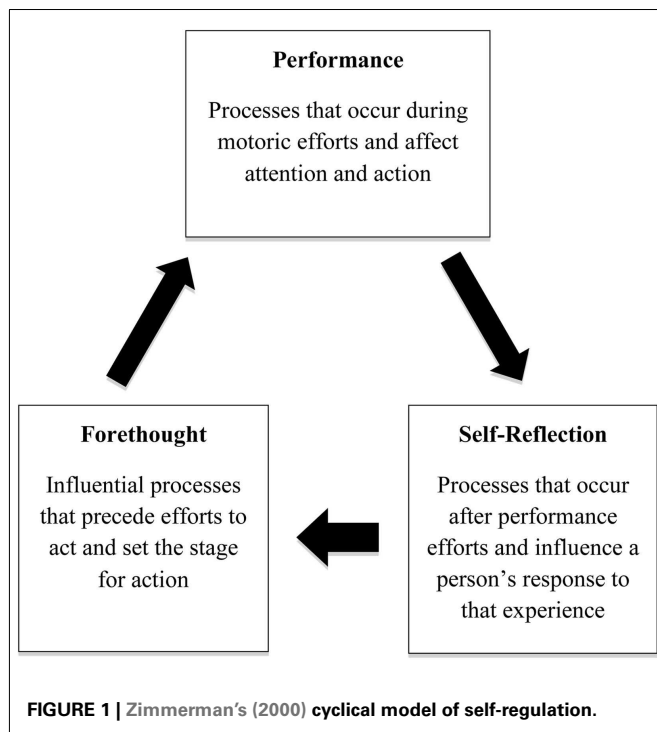 Performance
Processes that occur during
motoric efforts and affect
attention and action
Forethought
Influential processes
that precede efforts to
act and set the stage
for action
Self-Reflection
Processes that occur
after performance
efforts and influence a
person's response to
that experience
FIGURE 1 | Zimmerman's (2000) cyclical model of self-regulation.